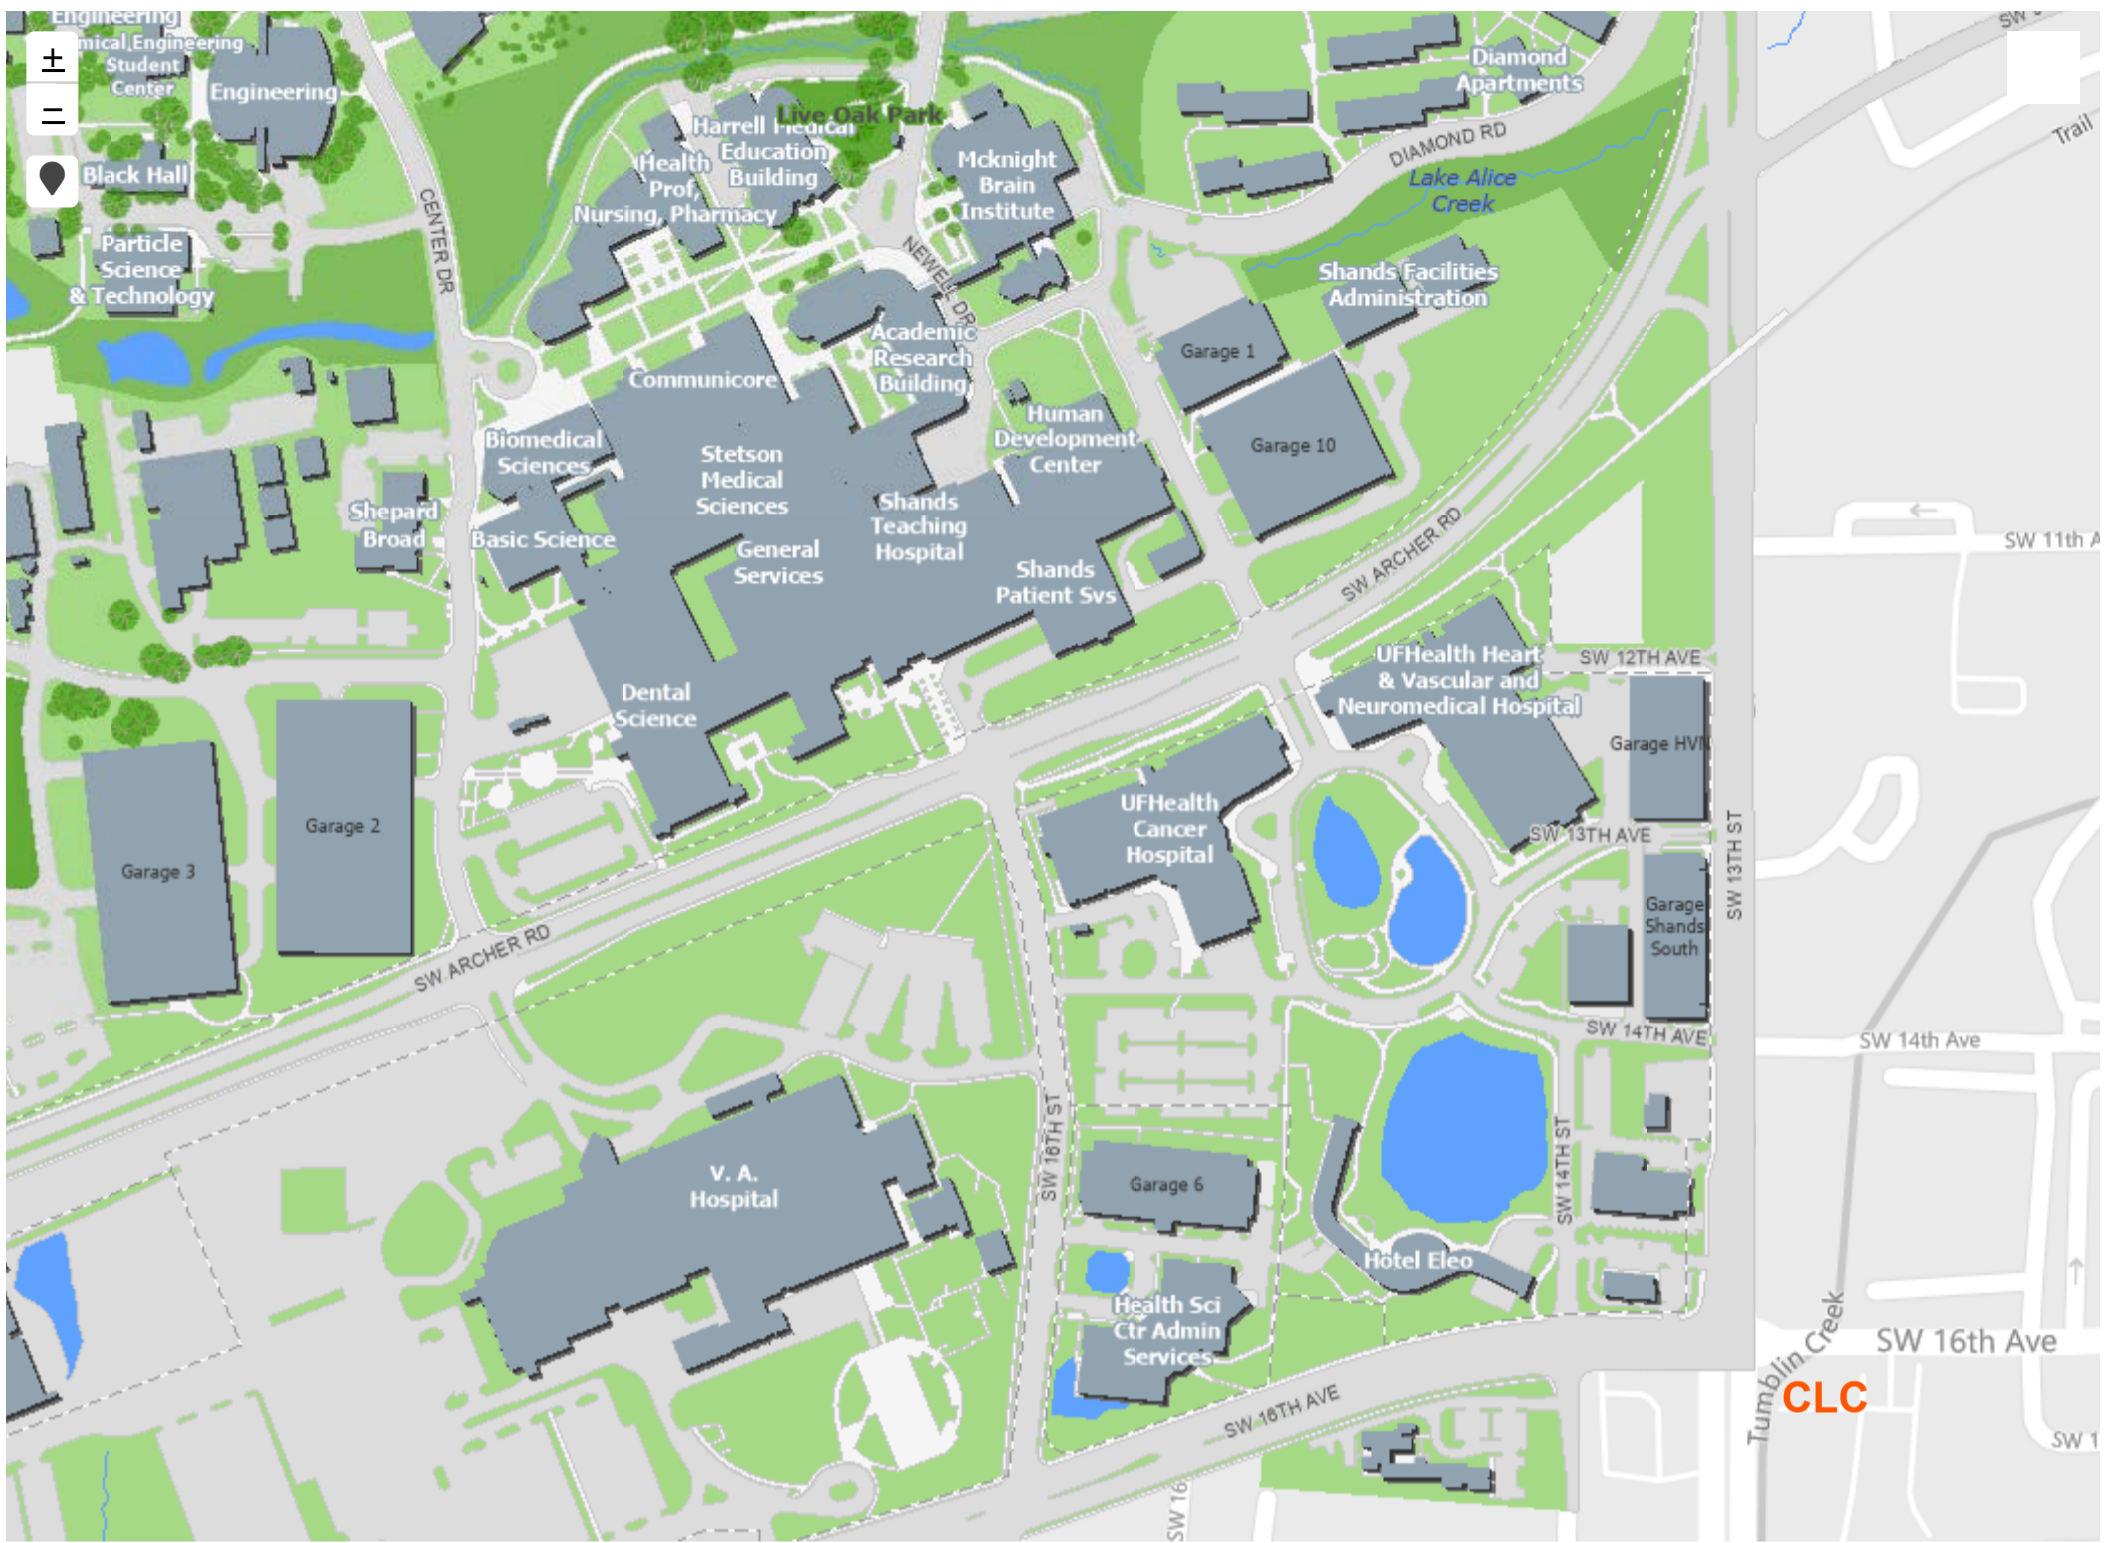 Engineering
mical Engineering
Student
Center
Engineering
Black Hall
Particle
Science
& Technology
CENTER DR
Live Oak Park
Harrell Medical
Education
Building
Health
Prof,
Nursing, Pharmacy
Mcknight
Brain
Institute
NEWELL DR
Diamond
Apartments
DIAMOND RD
Lake Alice
Creek
Shands Facilities
Administration
SW
Trail
Academic
Research
Building
Communicore
Garage 1
Garage 10
Human
Development
Center
Biomedical
Sciences
Stetson
Medical
Sciences
Shepard
Broad
Basic Science
Shands
Teaching
Hospital
General
Services
Shands
Patient Svs
SW ARCHER RD
SW 11th A
UFHealth Heart
& Vascular and
Neuromedical Hospital
SW 12TH AVE
Dental
Science
Garage HVN
Garage 2
Garage 3
UFHealth
Cancer
Hospital
SW 13TH AVE
SW 13TH ST
Garage
Shands
South
SW ARCHER RD
SW 14TH AVE
SW 14th Ave
V. A.
Hospital
SW 16TH ST
Garage 6
SW 14TH ST
Hotel Eleo
Health Sci
Ctr Admin
Services
SW 16th Ave
Tumblin Creek
CLC
SW 16TH AVE
SW 1
SW 16